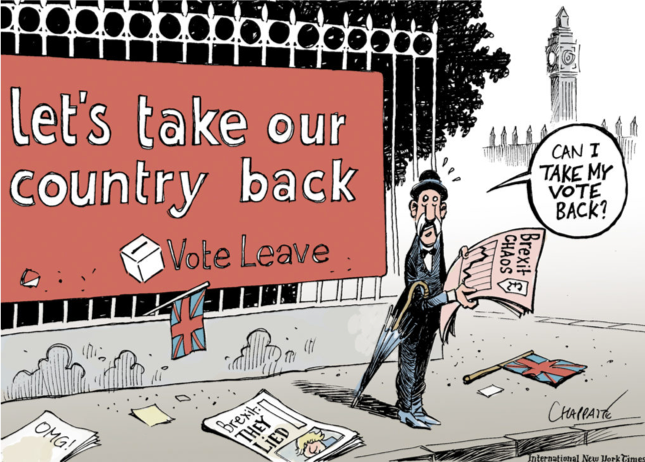 let's take our
country back
Vote Leave
CAN I
TAKE MY
VOTE
BACK?
Brexit
CHAOS
£
OMG!
Brexit:
THEY
LIED
CHAPPATTE
International New York Times